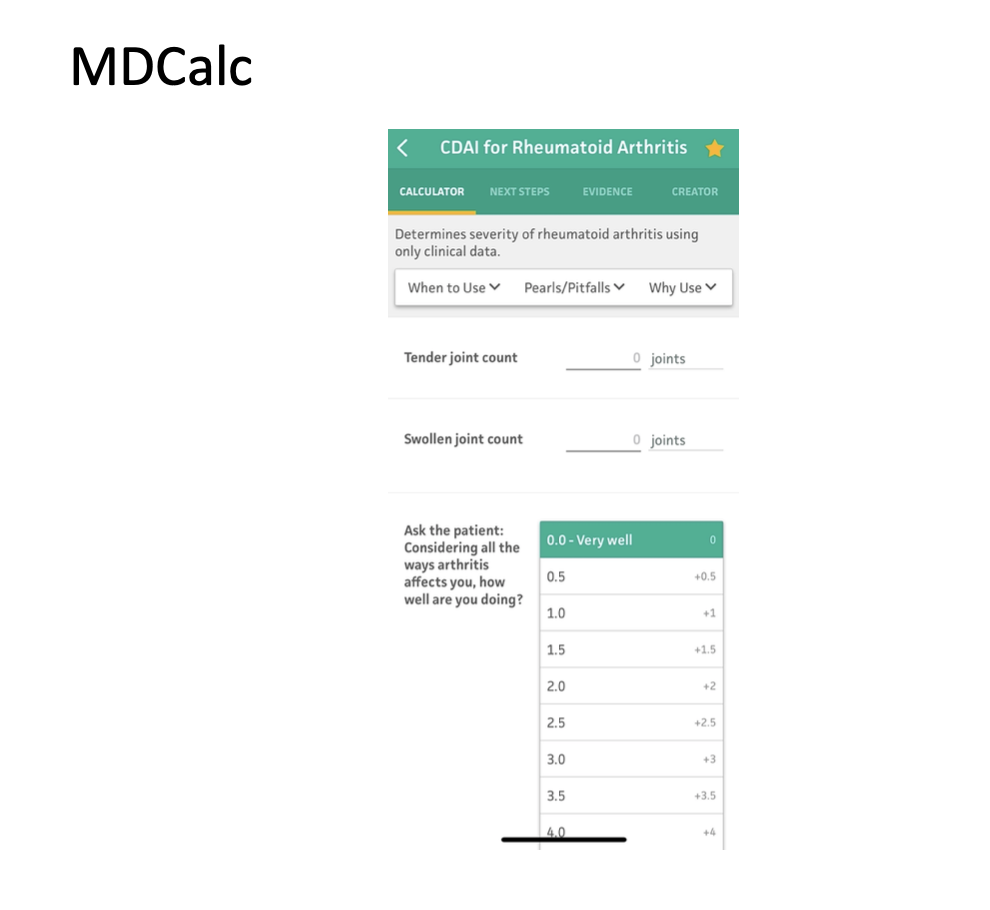 MDCalc
CDAI for Rheumatoid Arthritis
CALCULATOR NEXT STEPS EVIDENCE CREATOR
Determines severity of rheumatoid arthritis using
only clinical data.
When to Use Pearls/Pitfalls Why Use
Tender joint count 0 joints
Swollen joint count 0 joints
Ask the patient:
Considering all the
ways arthritis
affects you, how
well are you doing?
0.0 - Very well 0
0.5 +0.5
1.0 +1
1.5 +1.5
2.0 +2
2.5 +2.5
3.0 +3
3.5 +3.5
4.0 +4